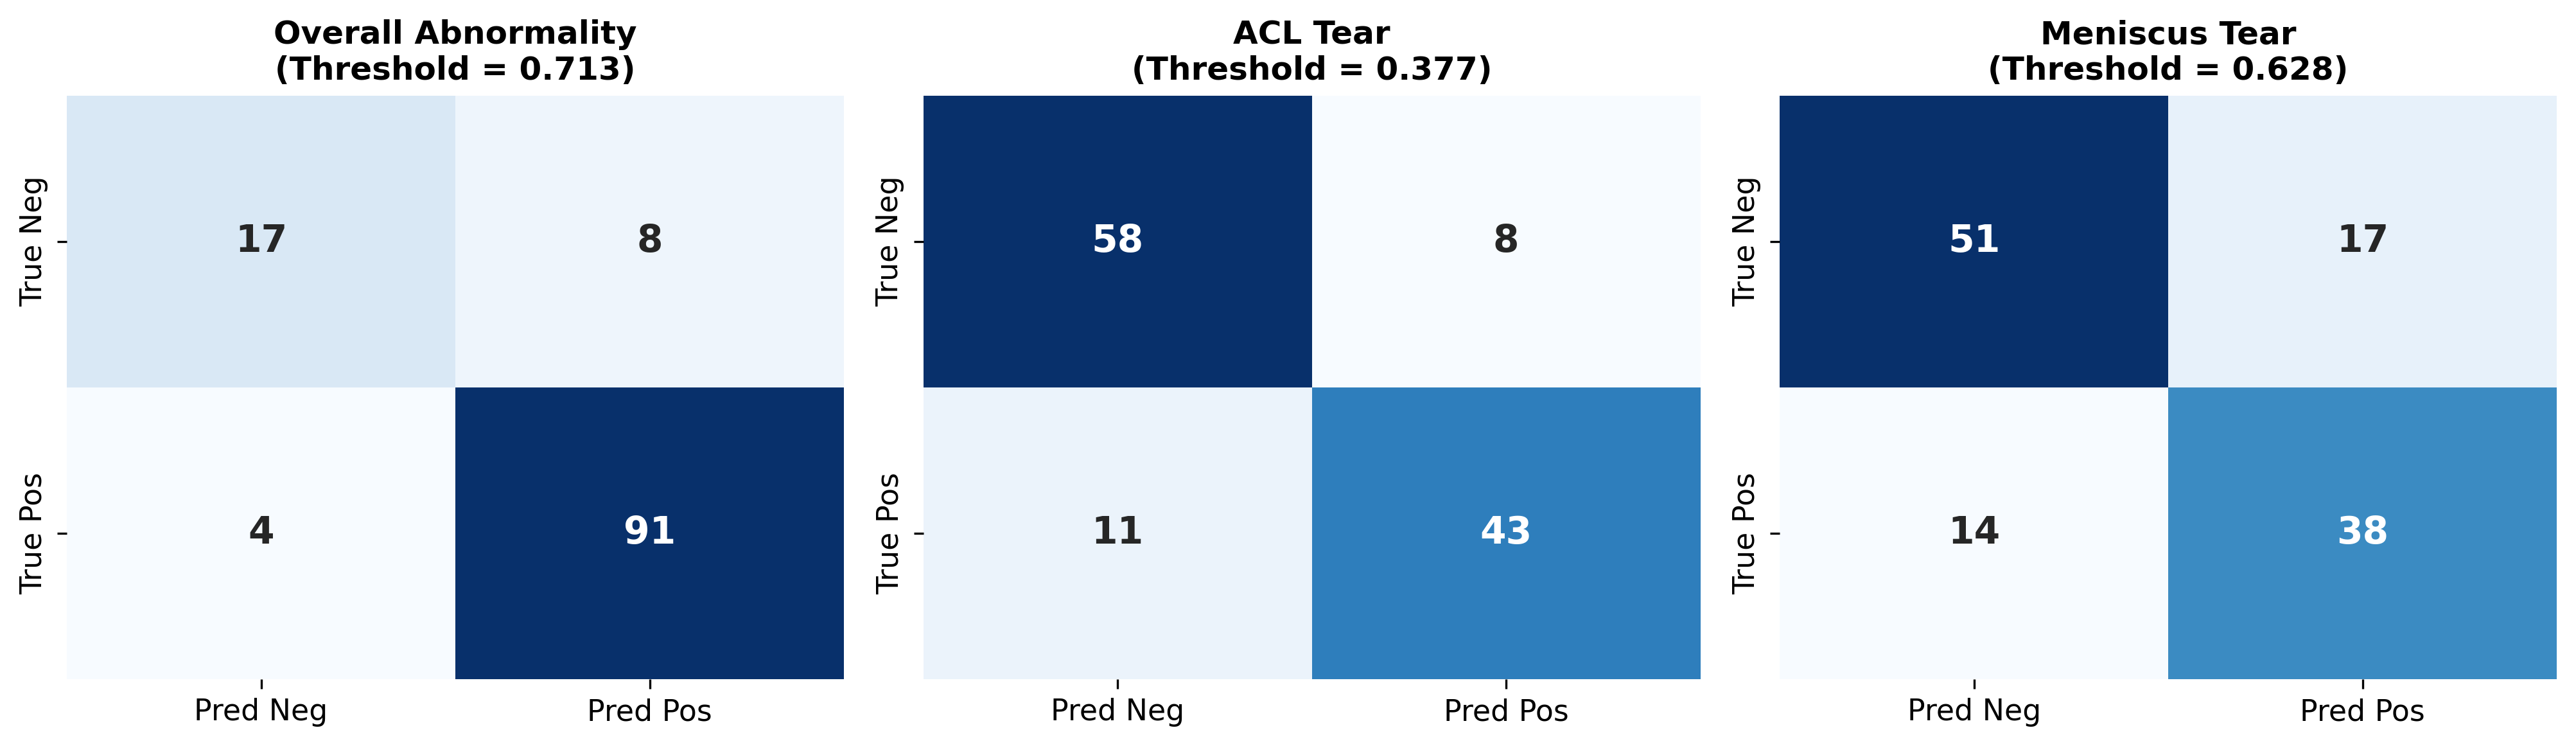 Overall Abnormality
(Threshold = 0.713)
True Neg
17
8
True Pos
4
91
Pred Neg
Pred Pos
ACL Tear
(Threshold = 0.377)
True Neg
58
8
True Pos
11
43
Pred Neg
Pred Pos
Meniscus Tear
(Threshold = 0.628)
True Neg
51
17
True Pos
14
38
Pred Neg
Pred Pos